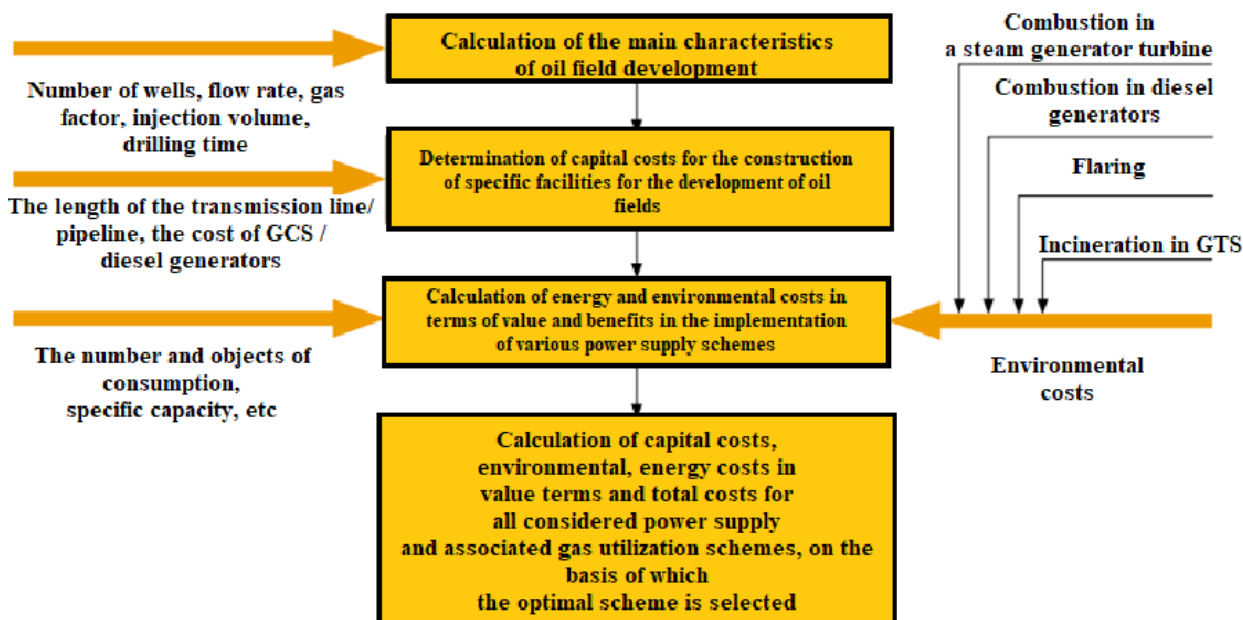 Calculation of the main characteristics
of oil field development
Number of wells, flow rate, gas
factor, injection volume,
drilling time
Determination of capital costs for the construction
of specific facilities for the development of oil
fields
The length of the transmission line/
pipeline, the cost of GCS /
diesel generators
Calculation of energy and environmental costs in
terms of value and benefits in the implementation
of various power supply schemes
The number and objects of
consumption,
specific capacity, etc
Combustion in
a steam generator turbine
Combustion in diesel
generators
Flaring
Incineration in GTS
Environmental
costs
Calculation of capital costs,
environmental, energy costs in
value terms and total costs for
all considered power supply
and associated gas utilization schemes, on the
basis of which
the optimal scheme is selected